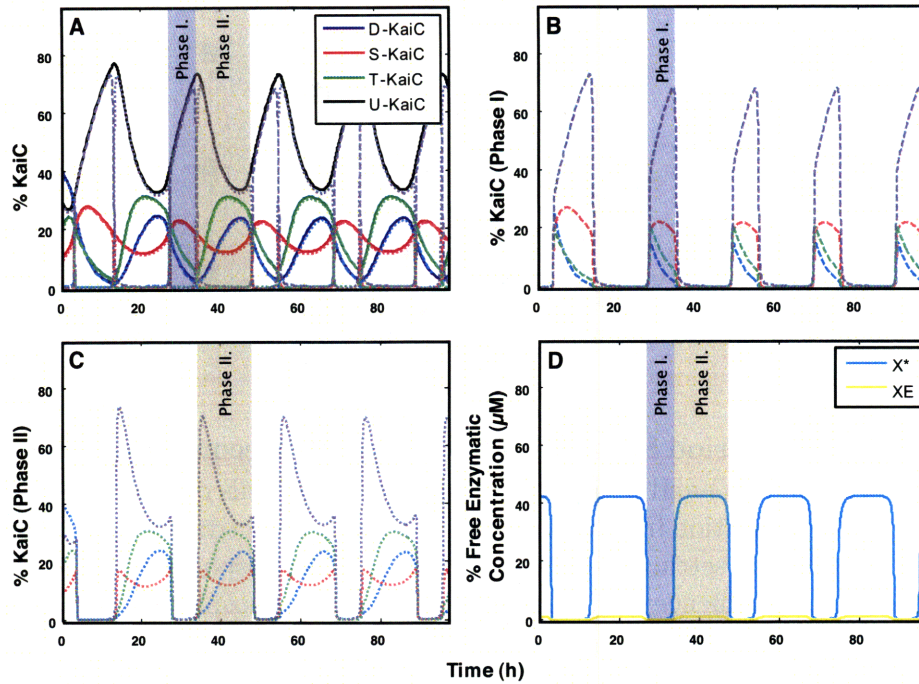 A
Phase I.
Phase II.
D-KaiC
S-KaiC
T-KaiC
U-KaiC
% KaiC
80
60
40
20
0
0 20 40 60 80
B
Phase I.
% KaiC (Phase I)
80
60
40
20
0
0 20 40 60 80
C
Phase II.
% KaiC (Phase II)
80
60
40
20
0
0 20 40 60 80
D
Phase I.
Phase II.
X*
XE
% Free Enzymatic
Concentration (µM)
80
60
40
20
0
0 20 40 60 80
Time (h)